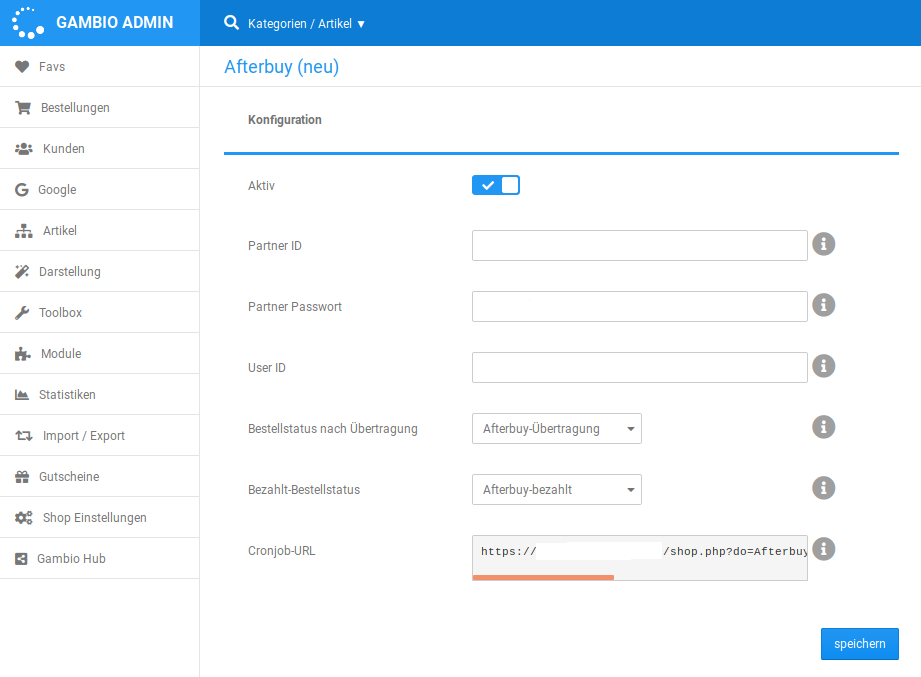 GAMBIO ADMIN
Kategorien / Artikel ▼
Favs
Bestellungen
Kunden
Google
Artikel
Darstellung
Toolbox
Module
Statistiken
Import / Export
Gutscheine
Shop Einstellungen
Gambio Hub
Afterbuy (neu)
Konfiguration
Aktiv
Partner ID
Partner Passwort
User ID
Bestellstatus nach Übertragung
Afterbuy-Übertragung
Bezahlt-Bestellstatus
Afterbuy-bezahlt
Cronjob-URL
https:// /shop.php?do=Afterbuy
speichern